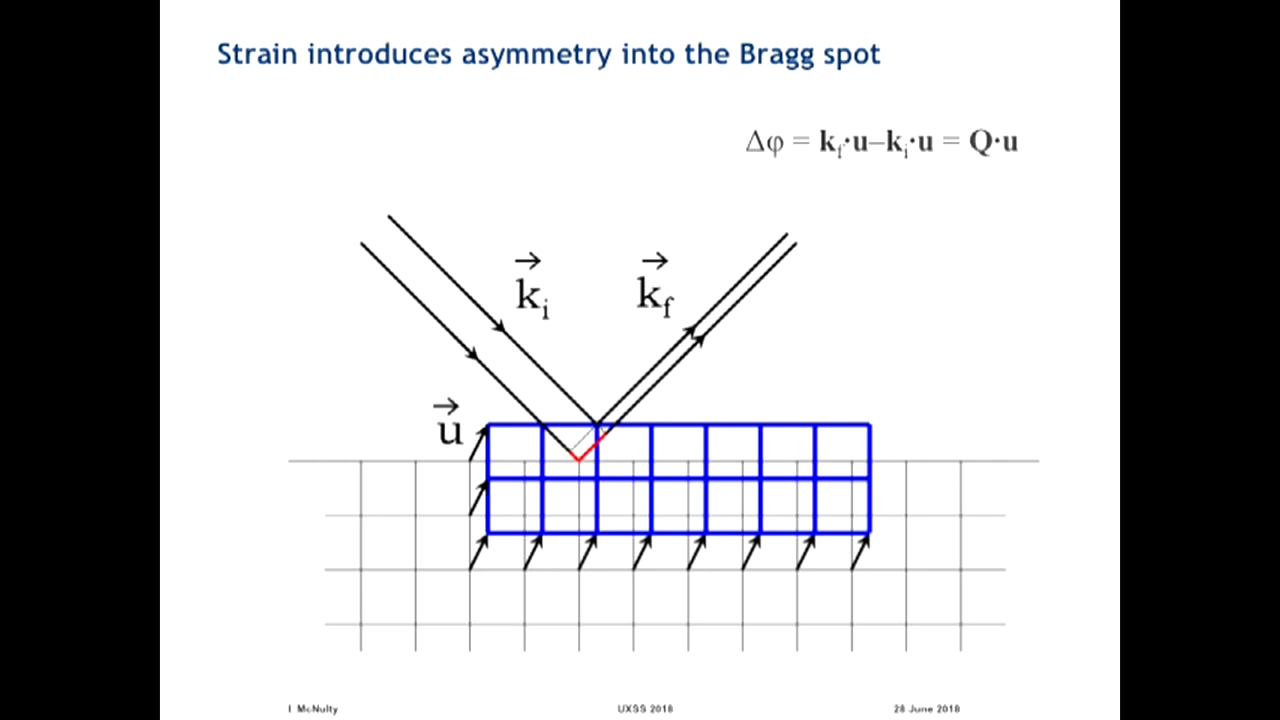 Strain introduces asymmetry into the Bragg spot
Δφ = k_f·u–k_i·u = Q·u
k_i
k_f
u
I McNulty
UXSS 2018
28 June 2018